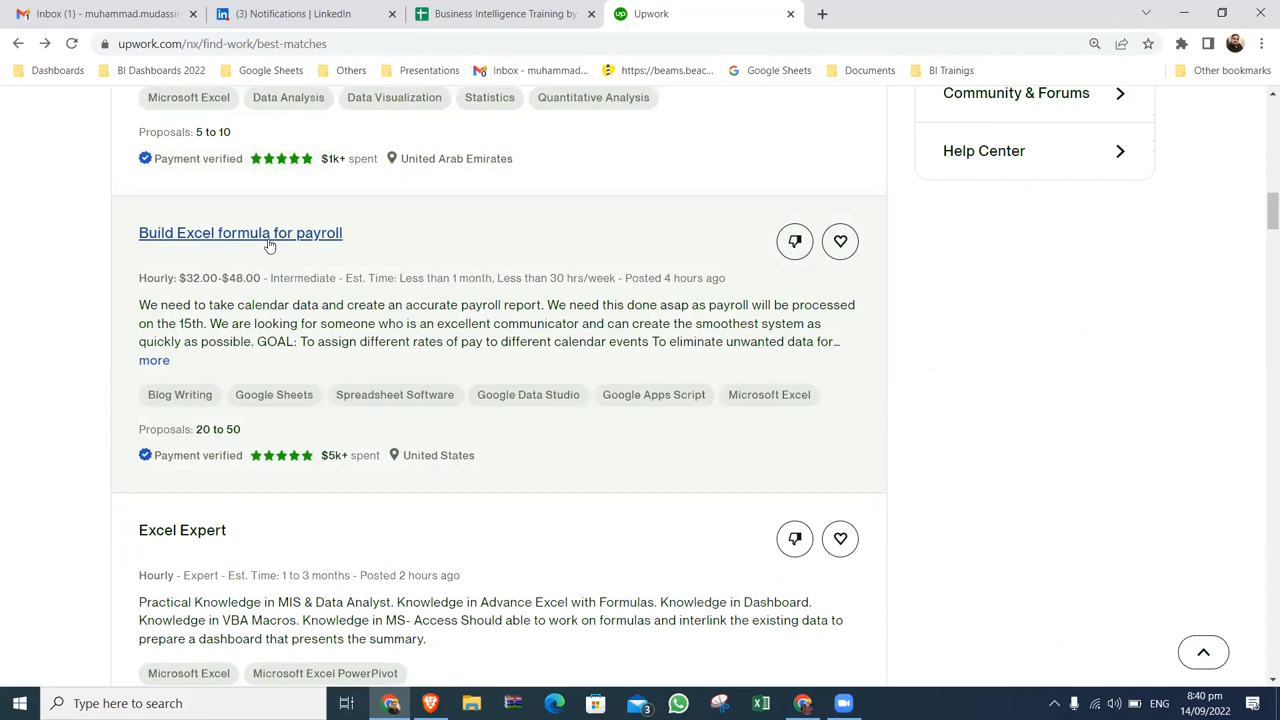 Inbox (1) - muhammad.mudassir
(3) Notifications | LinkedIn
Business Intelligence Training by
Upwork
upwork.com/nx/find-work/best-matches
Dashboards
BI Dashboards 2022
Google Sheets
Others
Presentations
Inbox - muhammad...
https://beams.beac...
Google Sheets
Documents
BI Trainigs
Other bookmarks
Microsoft Excel
Data Analysis
Data Visualization
Statistics
Quantitative Analysis
Proposals: 5 to 10
Payment verified $1k+ spent United Arab Emirates
Community & Forums
Help Center
Build Excel formula for payroll
Hourly: $32.00-$48.00 - Intermediate - Est. Time: Less than 1 month, Less than 30 hrs/week - Posted 4 hours ago
We need to take calendar data and create an accurate payroll report. We need this done asap as payroll will be processed
on the 15th. We are looking for someone who is an excellent communicator and can create the smoothest system as
quickly as possible. GOAL: To assign different rates of pay to different calendar events To eliminate unwanted data for…
more
Blog Writing
Google Sheets
Spreadsheet Software
Google Data Studio
Google Apps Script
Microsoft Excel
Proposals: 20 to 50
Payment verified $5k+ spent United States
Excel Expert
Hourly - Expert - Est. Time: 1 to 3 months - Posted 2 hours ago
Practical Knowledge in MIS & Data Analyst. Knowledge in Advance Excel with Formulas. Knowledge in Dashboard.
Knowledge in VBA Macros. Knowledge in MS- Access Should able to work on formulas and interlink the existing data to
prepare a dashboard that presents the summary.
Microsoft Excel
Microsoft Excel PowerPivot
Type here to search
3
ENG
8:40 pm
14/09/2022